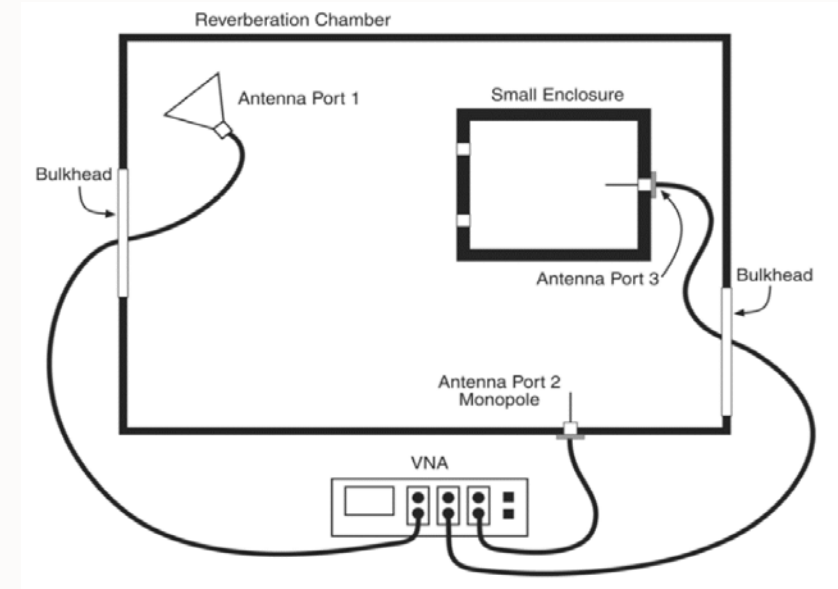 Reverberation Chamber
Antenna Port 1
Small Enclosure
Bulkhead
Antenna Port 3
Bulkhead
Antenna Port 2
Monopole
VNA